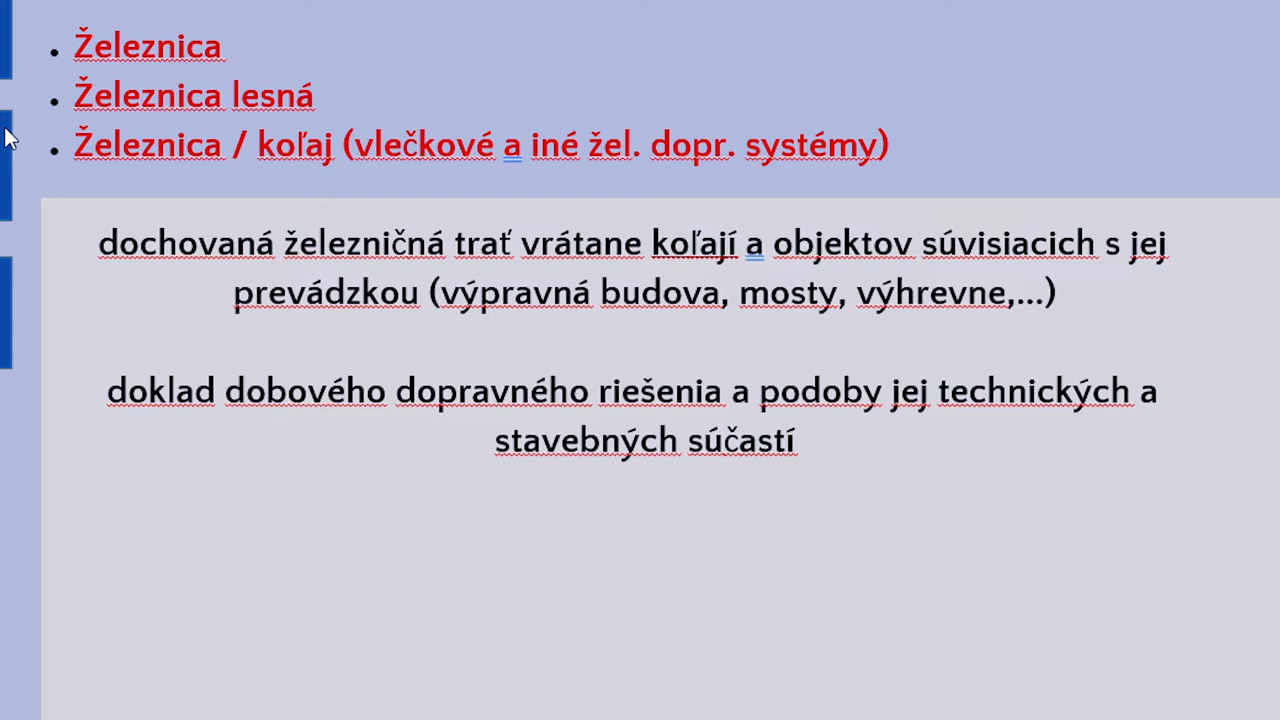 • Železnica
• Železnica lesná
• Železnica / koľaj (vlečkové a iné žel. dopr. systémy)
dochovaná železničná trať vrátane koľají a objektov súvisiacich s jej
prevádzkou (výpravná budova, mosty, výhrevne,...)
doklad dobového dopravného riešenia a podoby jej technických a
stavebných súčastí